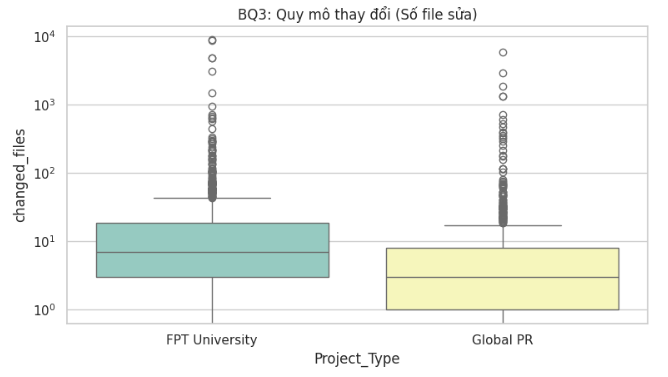 BQ3: Quy mô thay đổi (Số file sửa)
changed_files
10⁴
10³
10²
10¹
10⁰
FPT University
Global PR
Project_Type